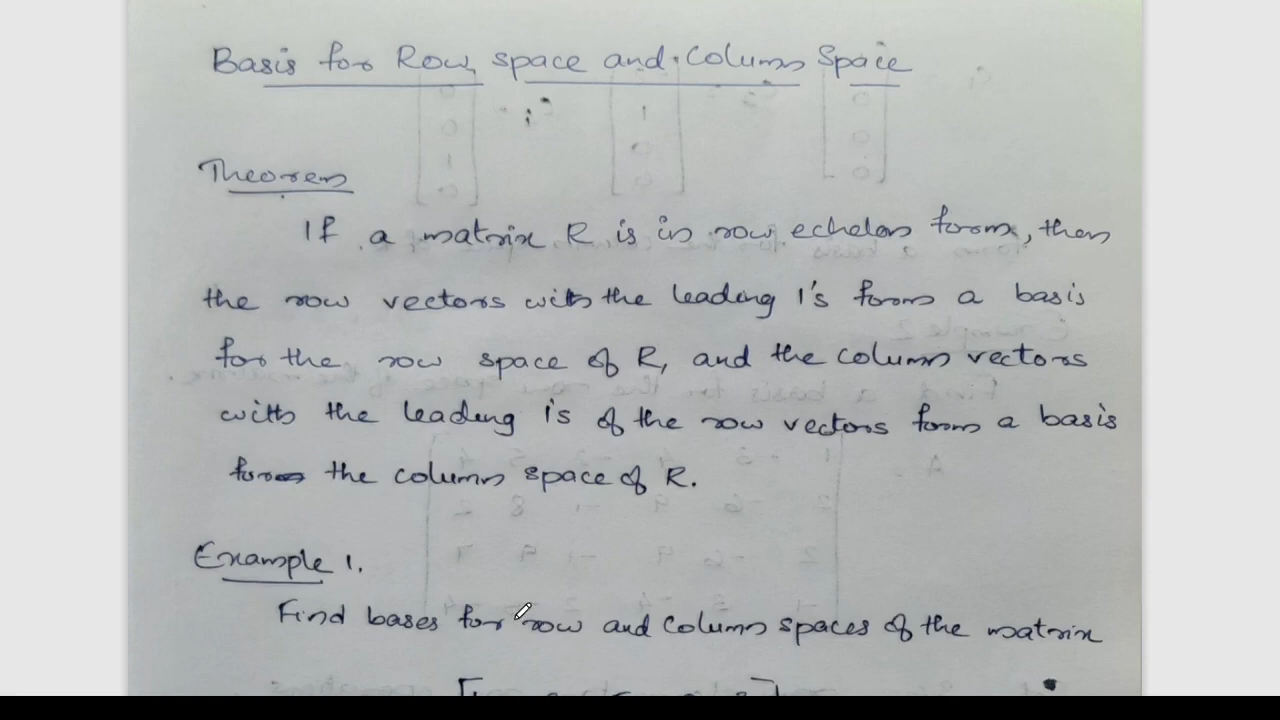 Basis for Row space and Column Space
Theorem
If a matrix R is in row echelon form, then
the row vectors with the leading 1's form a basis
for the row space of R, and the column vectors
with the leading 1s of the row vectors form a basis
for the column space of R.
Example 1.
Find bases for row and column spaces of the matrix